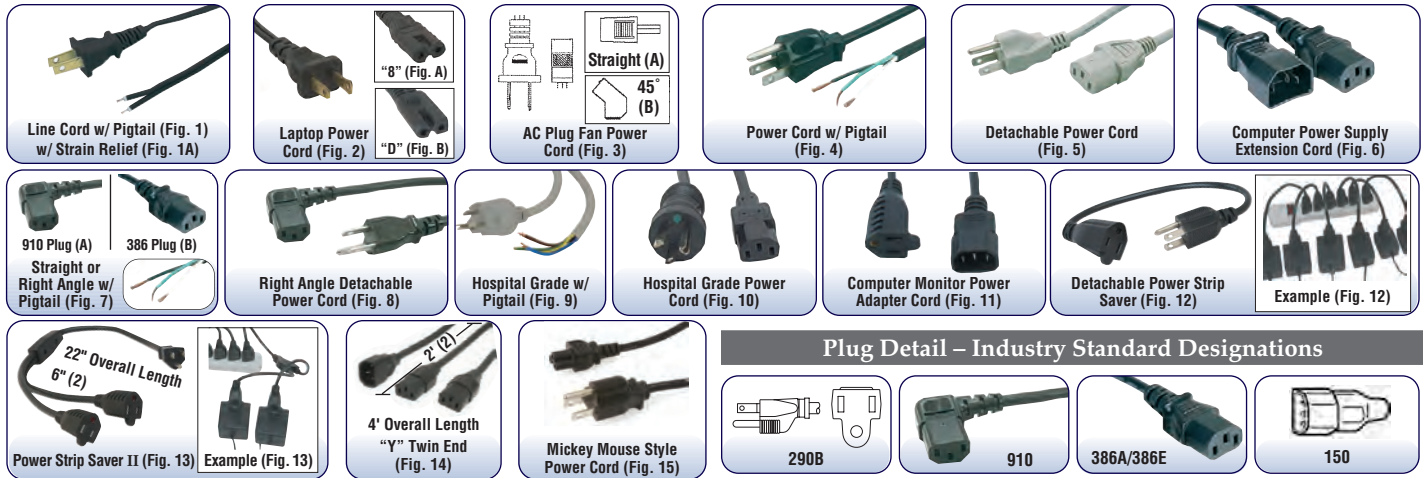 Line Cord w/ Pigtail (Fig. 1)
w/ Strain Relief (Fig. 1A)
"8" (Fig. A)
"D" (Fig. B)
Laptop Power
Cord (Fig. 2)
Straight (A)
45°
(B)
AC Plug Fan Power
Cord (Fig. 3)
Power Cord w/ Pigtail
(Fig. 4)
Detachable Power Cord
(Fig. 5)
Computer Power Supply
Extension Cord (Fig. 6)
910 Plug (A)
386 Plug (B)
Straight or
Right Angle w/
Pigtail (Fig. 7)
Right Angle Detachable
Power Cord (Fig. 8)
Hospital Grade w/
Pigtail (Fig. 9)
Hospital Grade Power
Cord (Fig. 10)
Computer Monitor Power
Adapter Cord (Fig. 11)
Detachable Power Strip
Saver (Fig. 12)
Example (Fig. 12)
22" Overall Length
6" (2)
Power Strip Saver II (Fig. 13)
Example (Fig. 13)
2' (2)
4' Overall Length
"Y" Twin End
(Fig. 14)
Mickey Mouse Style
Power Cord (Fig. 15)
Plug Detail – Industry Standard Designations
290B
910
386A/386E
150